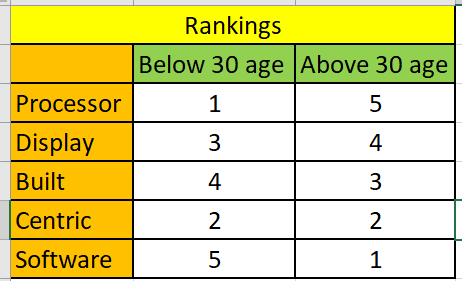 Rankings
Below 30 age Above 30 age
Processor 1 5
Display 3 4
Built 4 3
Centric 2 2
Software 5 1